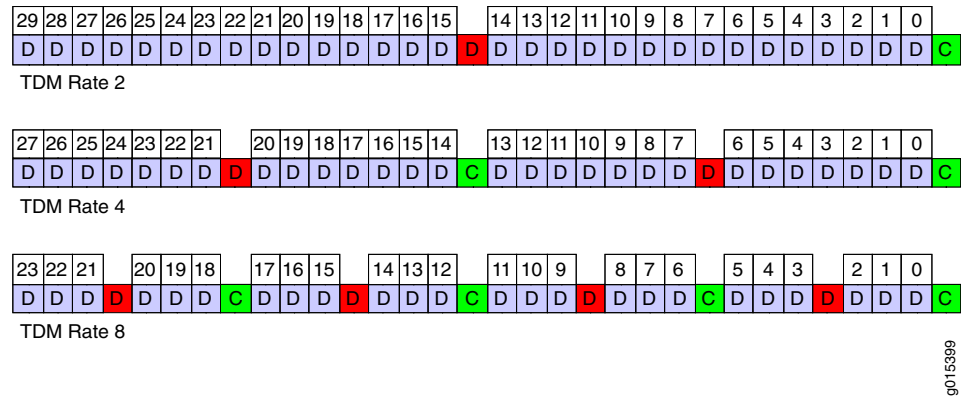 29 28 27 26 25 24 23 22 21 20 19 18 17 16 15 14 13 12 11 10 9 8 7 6 5 4 3 2 1 0
D D D D D D D D D D D D D D D D D D D D D D D D D D D D D D D C
TDM Rate 2
27 26 25 24 23 22 21 20 19 18 17 16 15 14 13 12 11 10 9 8 7 6 5 4 3 2 1 0
D D D D D D D D D D D D D D D C D D D D D D D D D D D D D D D C
TDM Rate 4
23 22 21 20 19 18 17 16 15 14 13 12 11 10 9 8 7 6 5 4 3 2 1 0
D D D D D D D C D D D D D D D C D D D D D D D C D D D D D D D C
TDM Rate 8
g015399